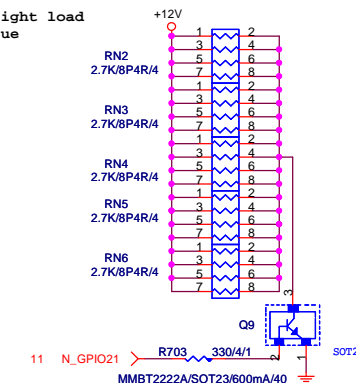 ight load
ue
+12V
1 2
3 4
RN2
5 6
2.7K/8P4R/4
7 8
1 2
3 4
RN3
5 6
2.7K/8P4R/4
7 8
1 2
3 4
RN4
5 6
2.7K/8P4R/4
7 8
1 2
RN5
3 4
5 6
2.7K/8P4R/4
7 8
1 2
RN6
3 4
2.7K/8P4R/4
5 6
7 8
3
Q9
SOT2
11 N_GPIO21 R703 330/4/1 2 1
MMBT2222A/SOT23/600mA/40